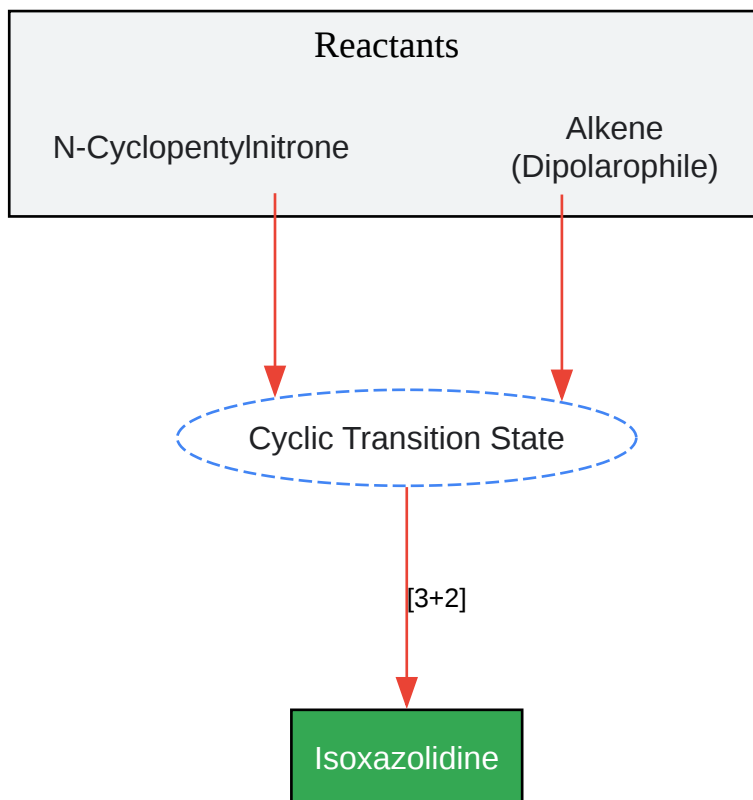 Reactants
N-Cyclopentylnitrone
Alkene
(Dipolarophile)
Cyclic Transition State
[3+2]
Isoxazolidine